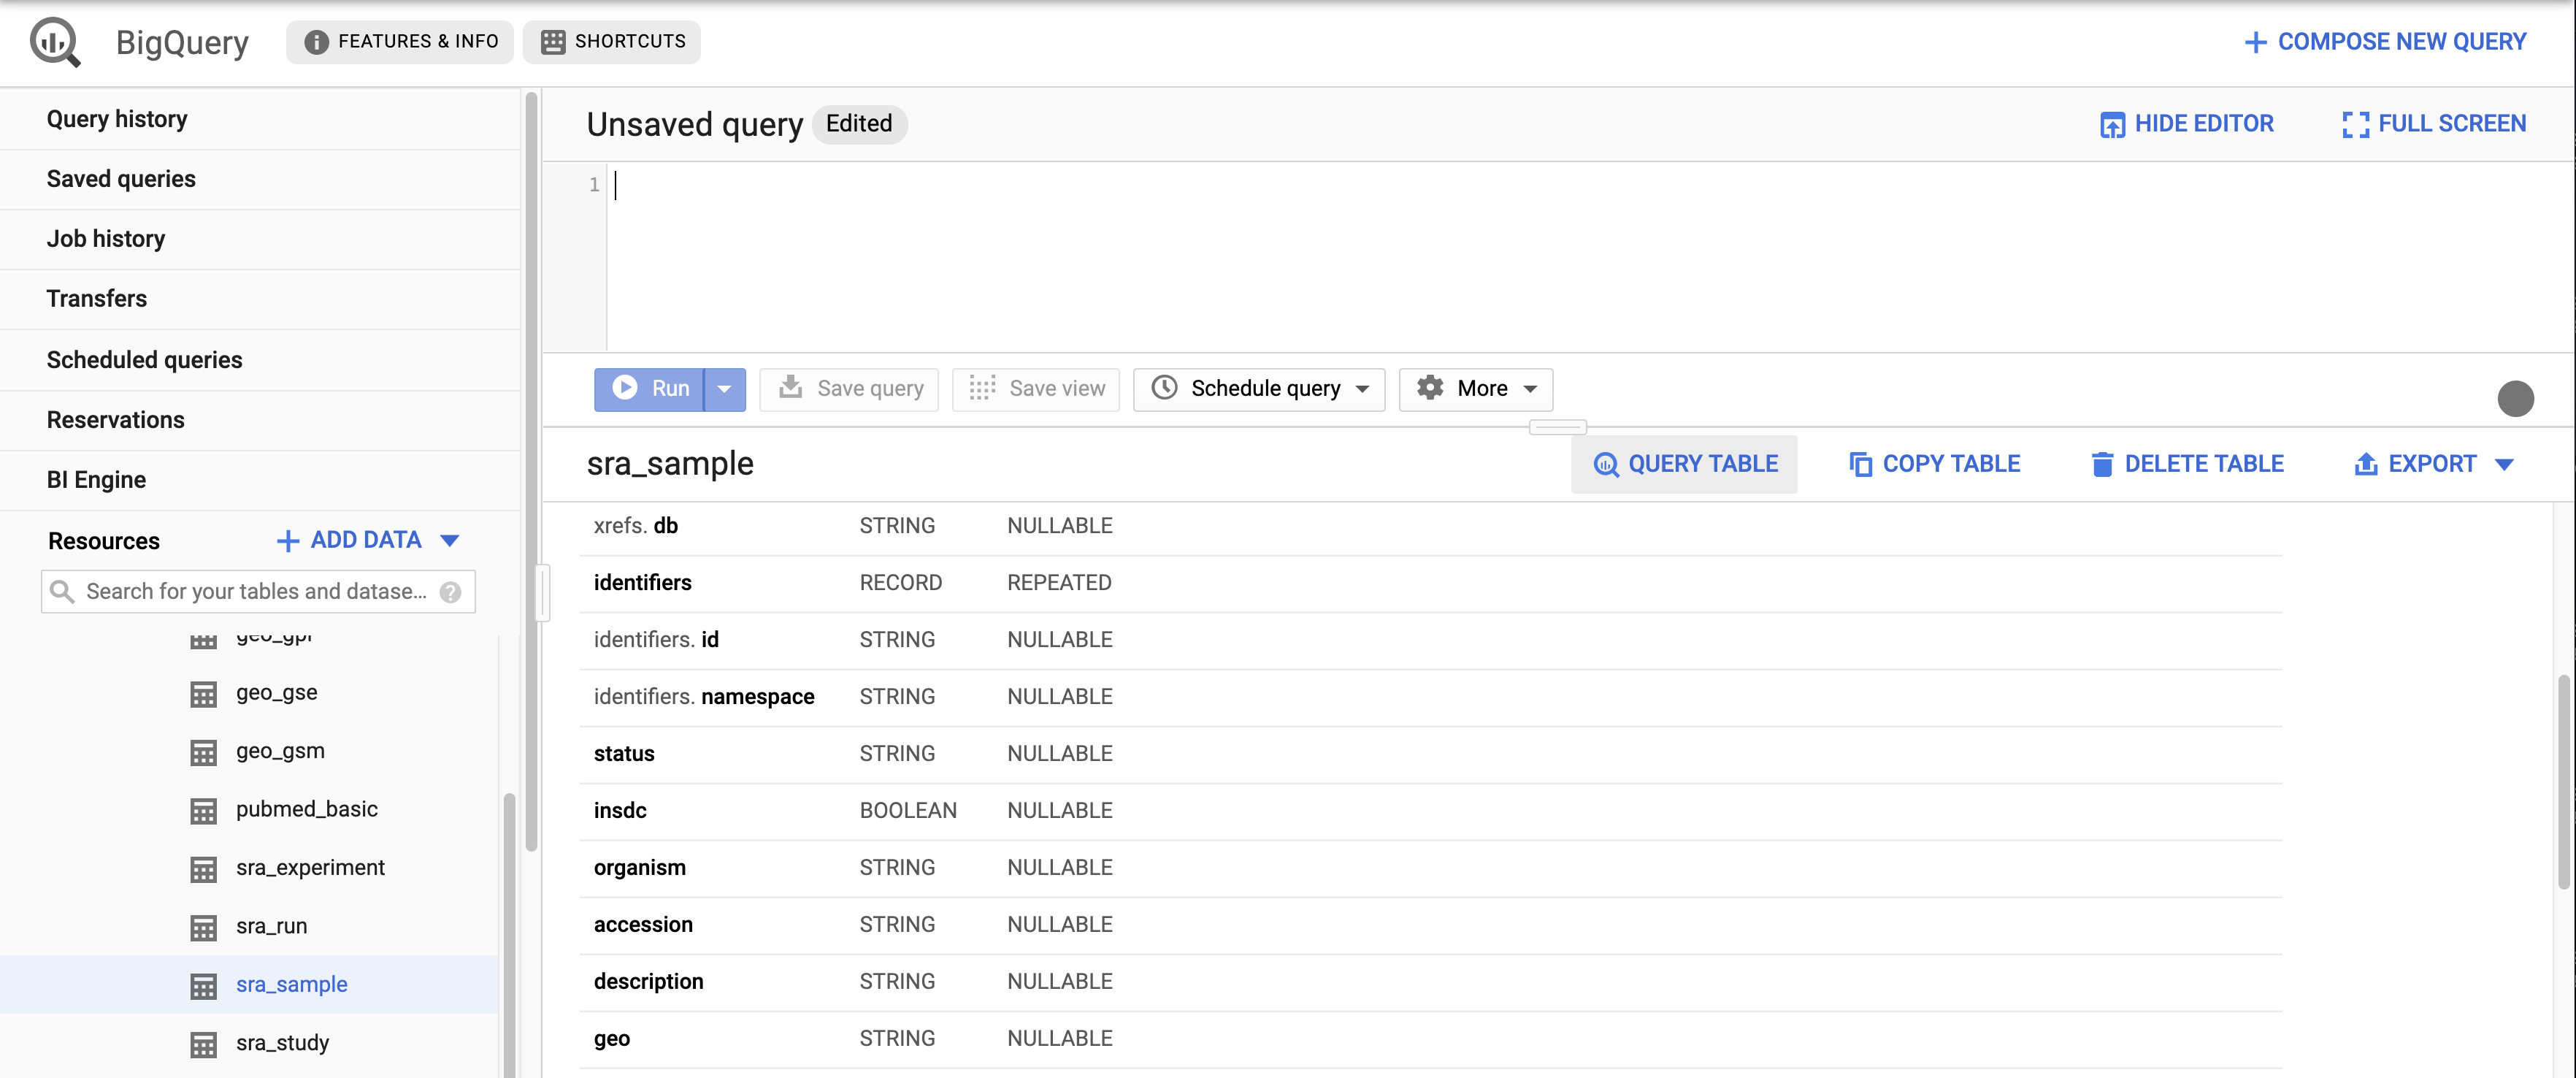 BigQuery
FEATURES & INFO
SHORTCUTS
COMPOSE NEW QUERY
Query history
Saved queries
Job history
Transfers
Scheduled queries
Reservations
BI Engine
Resources
ADD DATA
Search for your tables and datase...
geo_gse
geo_gsm
pubmed_basic
sra_experiment
sra_run
sra_sample
sra_study
Unsaved query Edited
HIDE EDITOR
FULL SCREEN
1
Run
Save query
Save view
Schedule query
More
sra_sample
QUERY TABLE
COPY TABLE
DELETE TABLE
EXPORT
xrefs. db STRING NULLABLE
identifiers RECORD REPEATED
identifiers. id STRING NULLABLE
identifiers. namespace STRING NULLABLE
status STRING NULLABLE
insdc BOOLEAN NULLABLE
organism STRING NULLABLE
accession STRING NULLABLE
description STRING NULLABLE
geo STRING NULLABLE